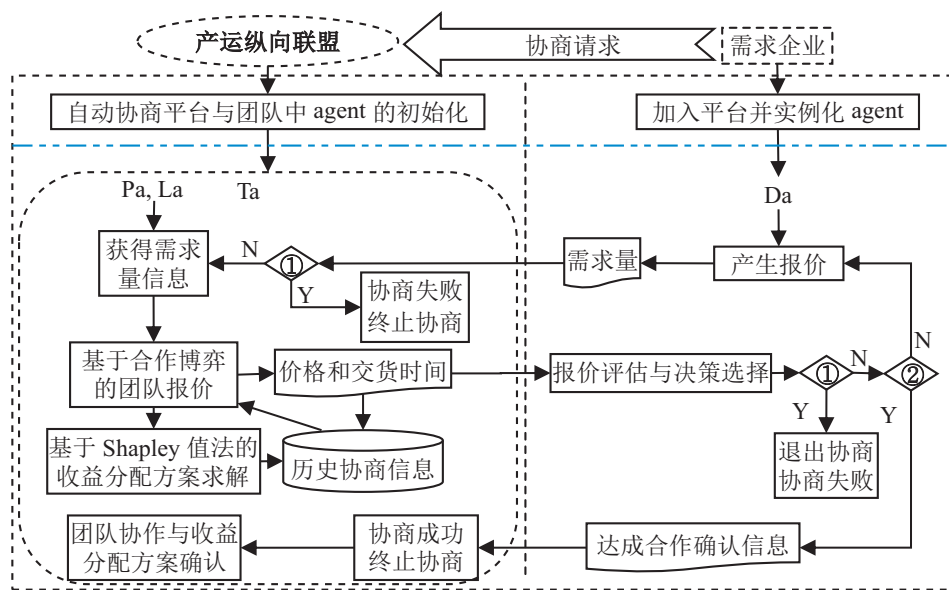 产运纵向联盟
协商请求
需求企业
自动协商平台与团队中 agent 的初始化
加入平台并实例化 agent
Pa, La
Ta
Da
获得需求
量信息
N
①
Y
协商失败
终止协商
需求量
产生报价
基于合作博弈
的团队报价
价格和交货时间
报价评估与决策选择
①
N
②
N
Y
Y
退出协商
协商失败
基于 Shapley 值法的
收益分配方案求解
历史协商信息
团队协作与收益
分配方案确认
协商成功
终止协商
达成合作确认信息